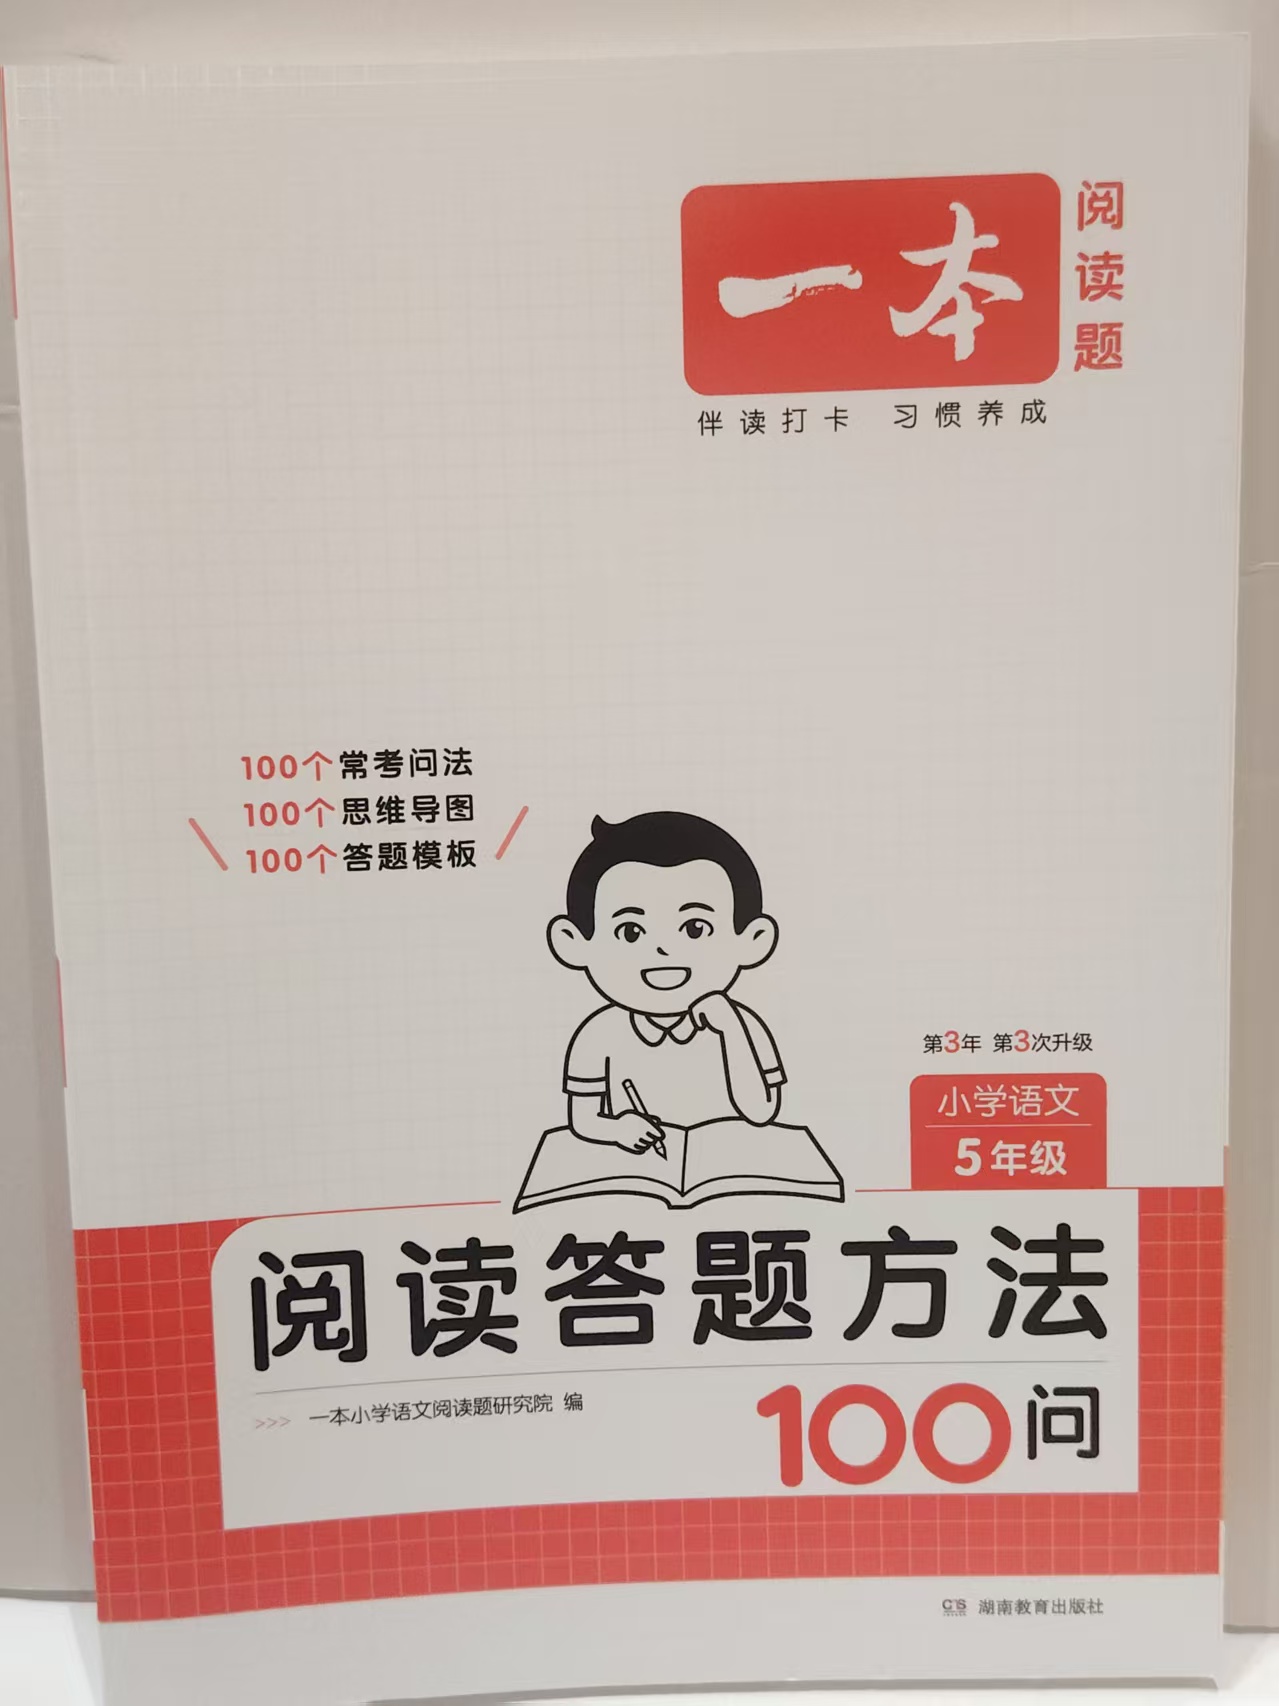 一本
阅读题
伴读打卡 习惯养成
100个常考问法
100个思维导图
100个答题模板
第3年 第3次升级
小学语文
5年级
阅读答题方法
100问
>>> 一本小学语文阅读题研究院 编
CS 湖南教育出版社